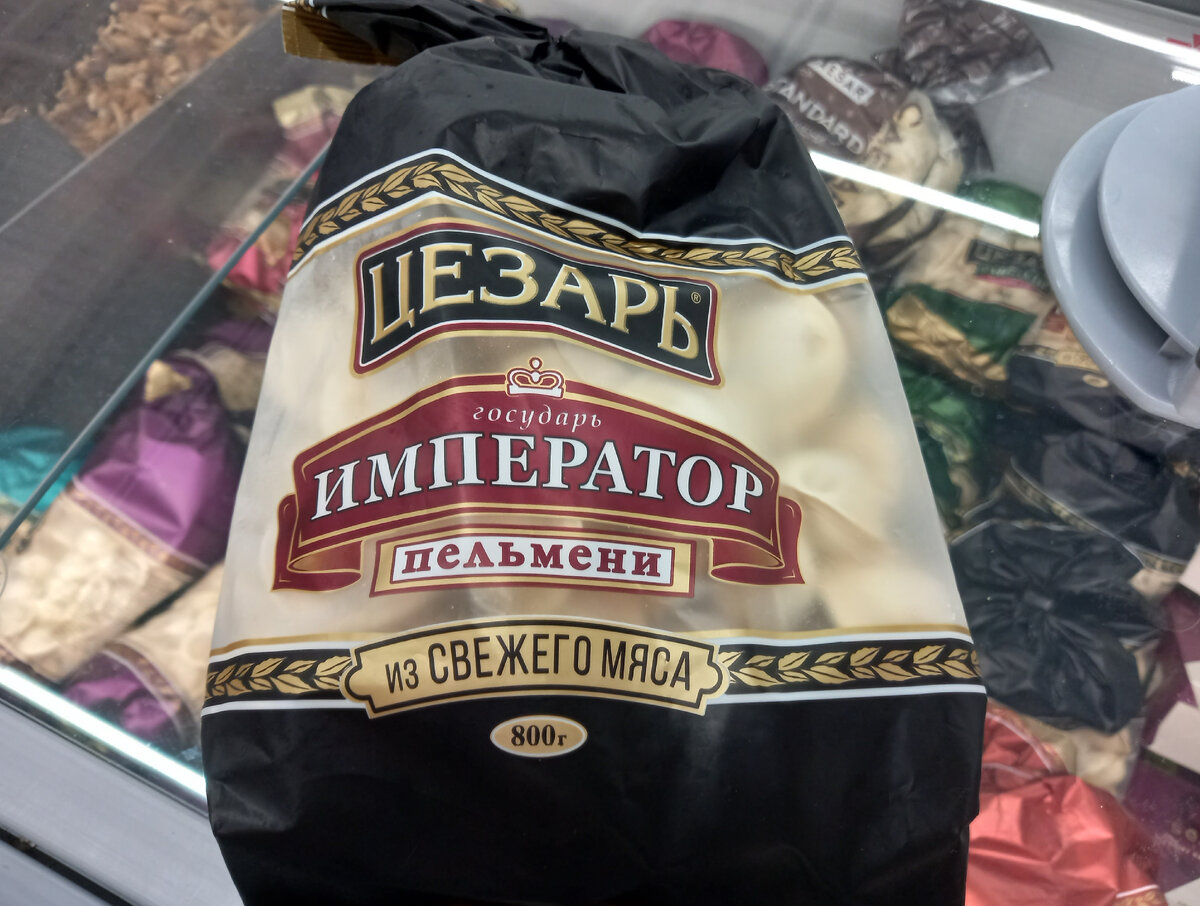 ЦЕЗАРЬ®
государь
ИМПЕРАТОР
пельмени
из СВЕЖЕГО МЯСА
800г